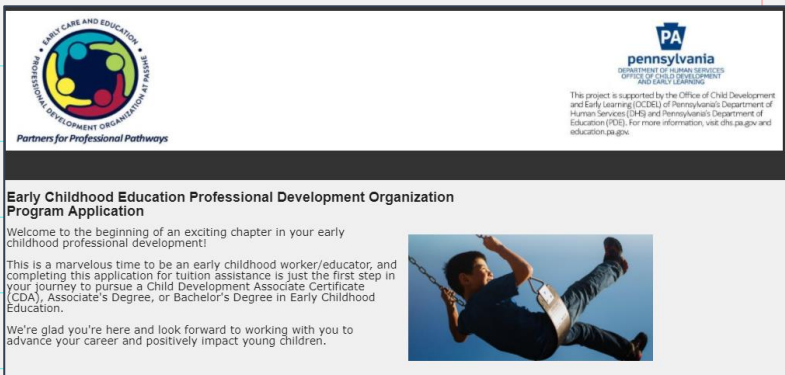 EARLY CARE AND EDUCATION
PROFESSIONAL DEVELOPMENT ORGANIZATION AT PASSHE
Partners for Professional Pathways
PA
pennsylvania
DEPARTMENT OF HUMAN SERVICES
OFFICE OF CHILD DEVELOPMENT
AND EARLY LEARNING
This project is supported by the Office of Child Development
and Early Learning (OCDEL) of Pennsylvania's Department of
Human Services (DHS) and Pennsylvania's Department of
Education (PDE). For more information, visit dhs.pa.gov and
education.pa.gov.
Early Childhood Education Professional Development Organization
Program Application
Welcome to the beginning of an exciting chapter in your early
childhood professional development!
This is a marvelous time to be an early childhood worker/educator, and
completing this application for tuition assistance is just the first step in
your journey to pursue a Child Development Associate Certificate
(CDA), Associate's Degree, or Bachelor's Degree in Early Childhood
Education.
We're glad you're here and look forward to working with you to
advance your career and positively impact young children.